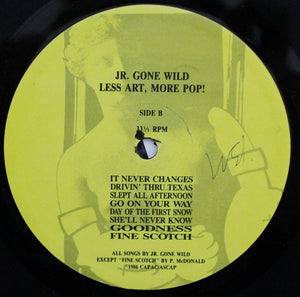 JR. GONE WILD
LESS ART, MORE POP!
SIDE B
33⅓ RPM
IT NEVER CHANGES
DRIVIN' THRU TEXAS
SLEPT ALL AFTERNOON
GO ON YOUR WAY
DAY OF THE FIRST SNOW
SHE'LL NEVER KNOW
GOODNESS
FINE SCOTCH
ALL SONGS BY JR. GONE WILD
EXCEPT "FINE SCOTCH" BY P. McDONALD
1986 CAPAC/ASCAP